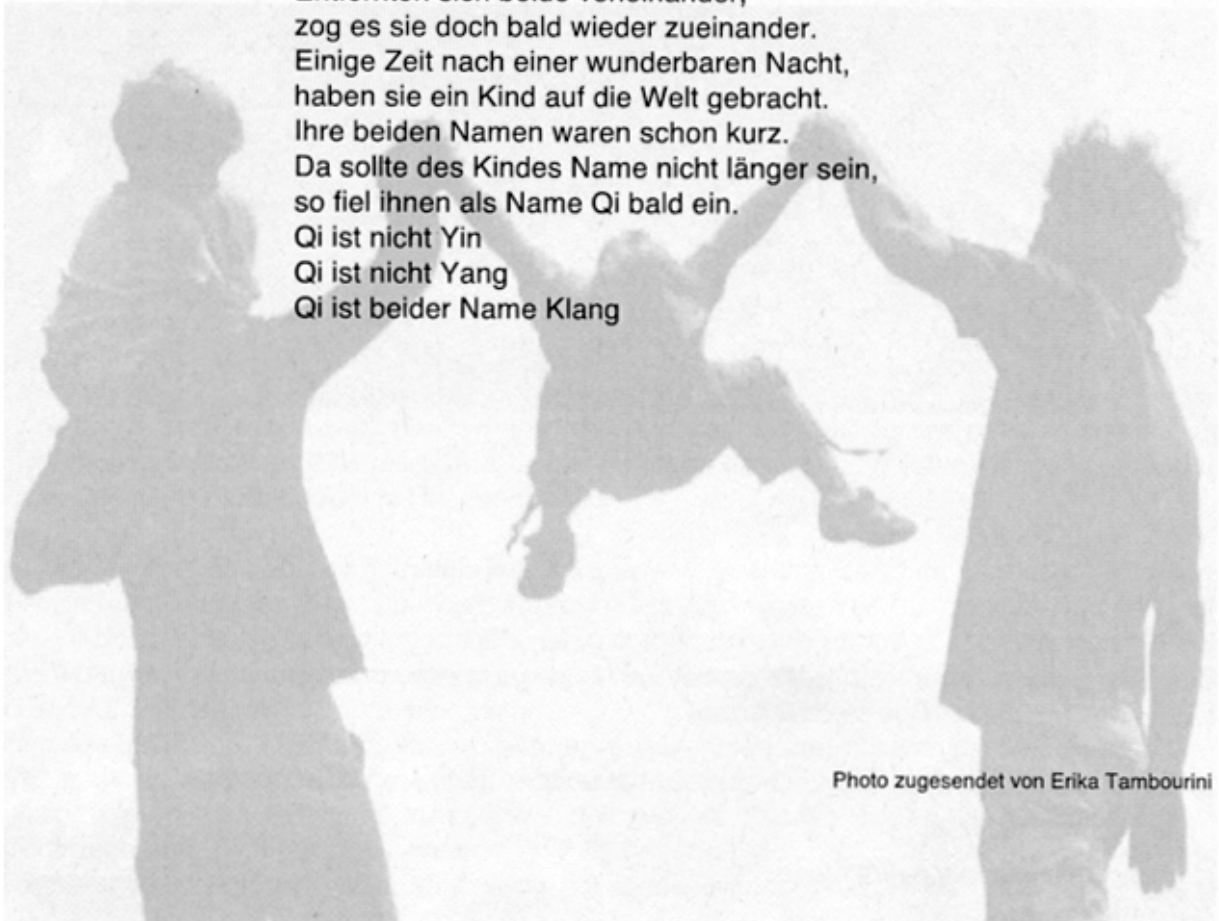 zog es sie doch bald wieder zueinander.
Einige Zeit nach einer wunderbaren Nacht,
haben sie ein Kind auf die Welt gebracht.
Ihre beiden Namen waren schon kurz.
Da sollte des Kindes Name nicht länger sein,
so fiel ihnen als Name Qi bald ein.
Qi ist nicht Yin
Qi ist nicht Yang
Qi ist beider Name Klang
Photo zugesendet von Erika Tambourini